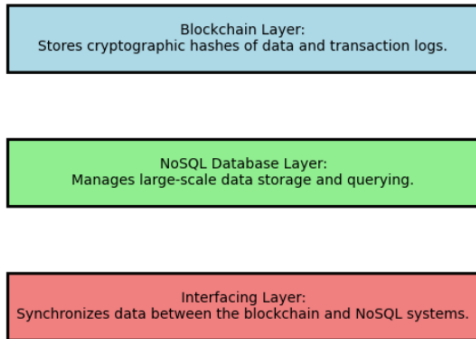 Blockchain Layer:
Stores cryptographic hashes of data and transaction logs.
NoSQL Database Layer:
Manages large-scale data storage and querying.
Interfacing Layer:
Synchronizes data between the blockchain and NoSQL systems.